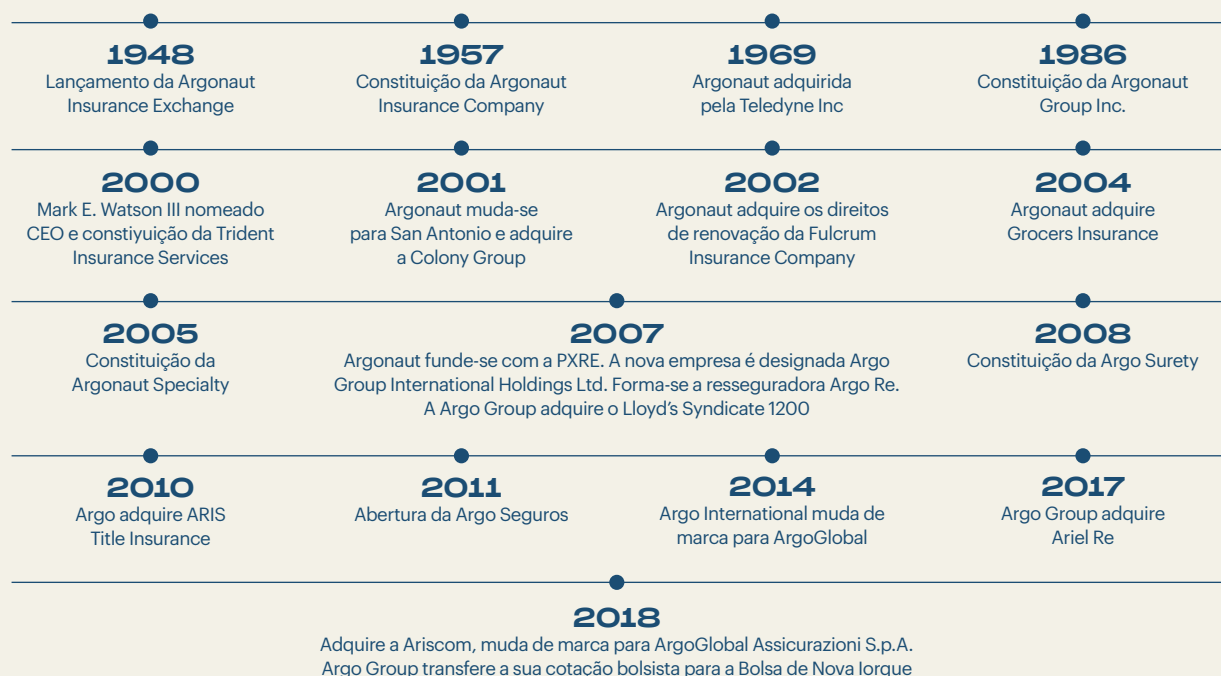 1948
Lançamento da Argonaut
Insurance Exchange
1957
Constituição da Argonaut
Insurance Company
1969
Argonaut adquirida
pela Teledyne Inc
1986
Constituição da Argonaut
Group Inc.
2000
Mark E. Watson III nomeado
CEO e constiyuição da Trident
Insurance Services
2001
Argonaut muda-se
para San Antonio e adquire
a Colony Group
2002
Argonaut adquire os direitos
de renovação da Fulcrum
Insurance Company
2004
Argonaut adquire
Grocers Insurance
2005
Constituição da
Argonaut Specialty
2007
Argonaut funde-se com a PXRE. A nova empresa é designada Argo
Group International Holdings Ltd. Forma-se a resseguradora Argo Re.
A Argo Group adquire o Lloyd’s Syndicate 1200
2008
Constituição da Argo Surety
2010
Argo adquire ARIS
Title Insurance
2011
Abertura da Argo Seguros
2014
Argo International muda de
marca para ArgoGlobal
2017
Argo Group adquire
Ariel Re
2018
Adquire a Ariscom, muda de marca para ArgoGlobal Assicurazioni S.p.A.
Argo Group transfere a sua cotação bolsista para a Bolsa de Nova Iorque